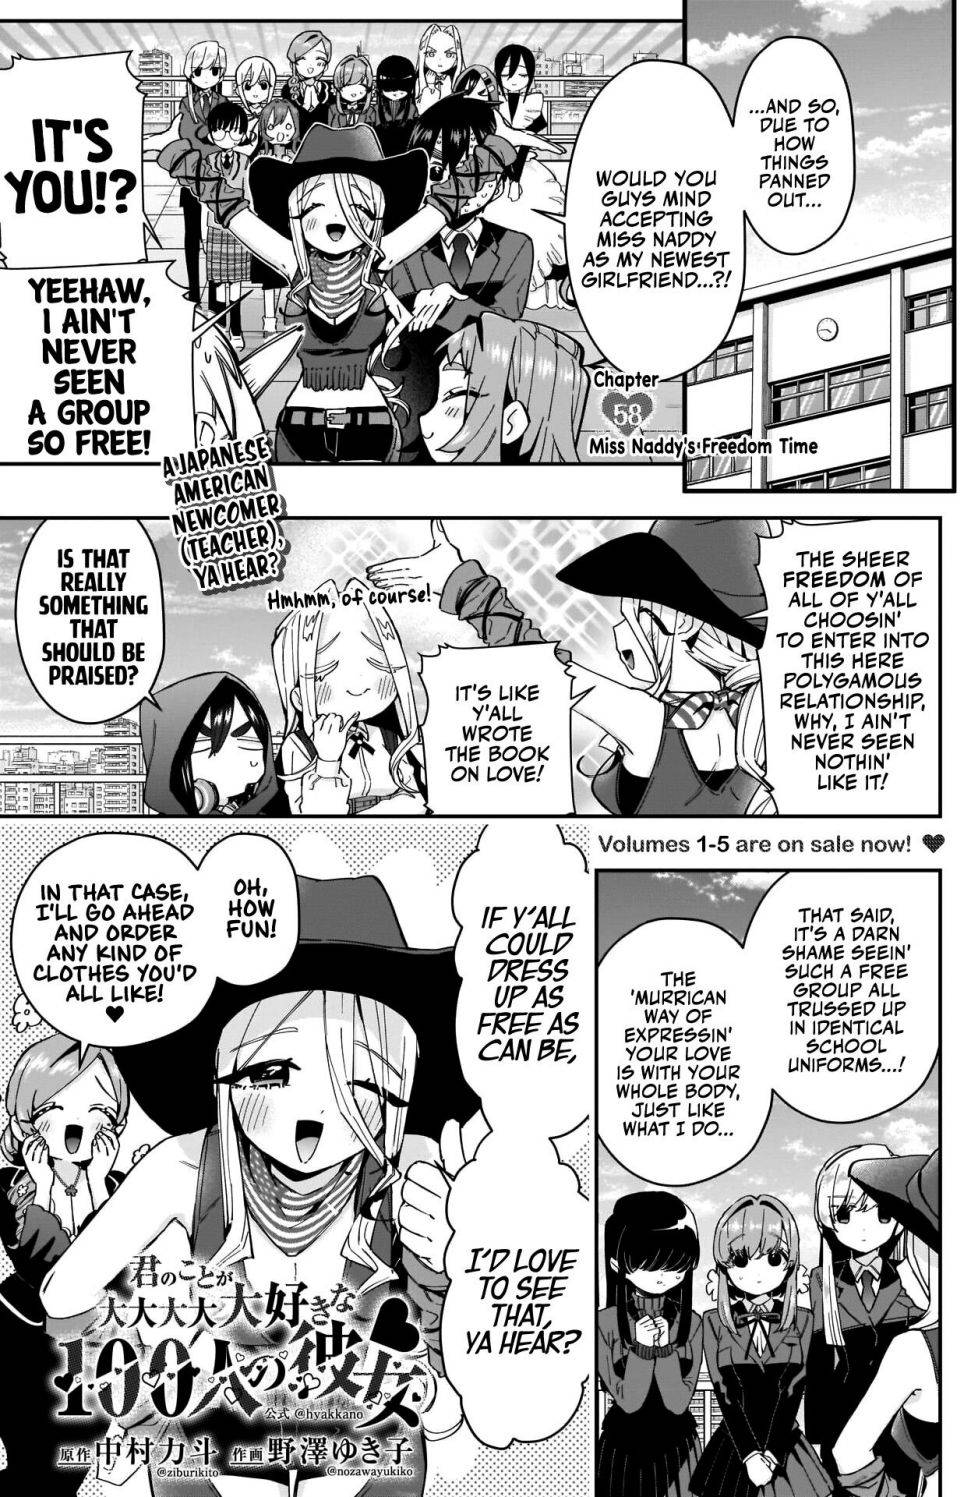 ...AND SO,
DUE TO
HOW
THINGS
PANNED
OUT...
WOULD YOU
GUYS MIND
ACCEPTING
MISS NADDY
AS MY NEWEST
GIRLFRIEND...?!
Chapter
58
Miss Naddy's Freedom Time
IT'S
YOU!?
YEEHAW,
I AIN'T
NEVER
SEEN
A GROUP
SO FREE!
A JAPANESE
AMERICAN
NEWCOMER
(TEACHER),
YA HEAR?
THE SHEER
FREEDOM OF
ALL OF Y'ALL
CHOOSIN'
TO ENTER INTO
THIS HERE
POLYGAMOUS
RELATIONSHIP,
WHY, I AIN'T
NEVER SEEN
NOTHIN'
LIKE IT!
IT'S LIKE
Y'ALL
WROTE
THE BOOK
ON LOVE!
Hmhmm, of course!
IS THAT
REALLY
SOMETHING
THAT
SHOULD BE
PRAISED?
Volumes 1-5 are on sale now! ♥
THAT SAID,
IT'S A DARN
SHAME SEEIN'
SUCH A FREE
GROUP ALL
TRUSSED UP
IN IDENTICAL
SCHOOL
UNIFORMS...!
THE
'MURRICAN
WAY OF
EXPRESSIN'
YOUR LOVE
IS WITH YOUR
WHOLE BODY,
JUST LIKE
WHAT I DO...
IF Y'ALL
COULD
DRESS
UP AS
FREE AS
CAN BE,
I'D LOVE
TO SEE
THAT,
YA HEAR?
OH,
HOW
FUN!
IN THAT CASE,
I'LL GO AHEAD
AND ORDER
ANY KIND OF
CLOTHES YOU'D
ALL LIKE!
♥
君のことが
大大大大大好きな
100人の彼女
公式 @hyakkano
原作 中村力斗 作画 野澤ゆき子
@ziburikito @nozawayukiko